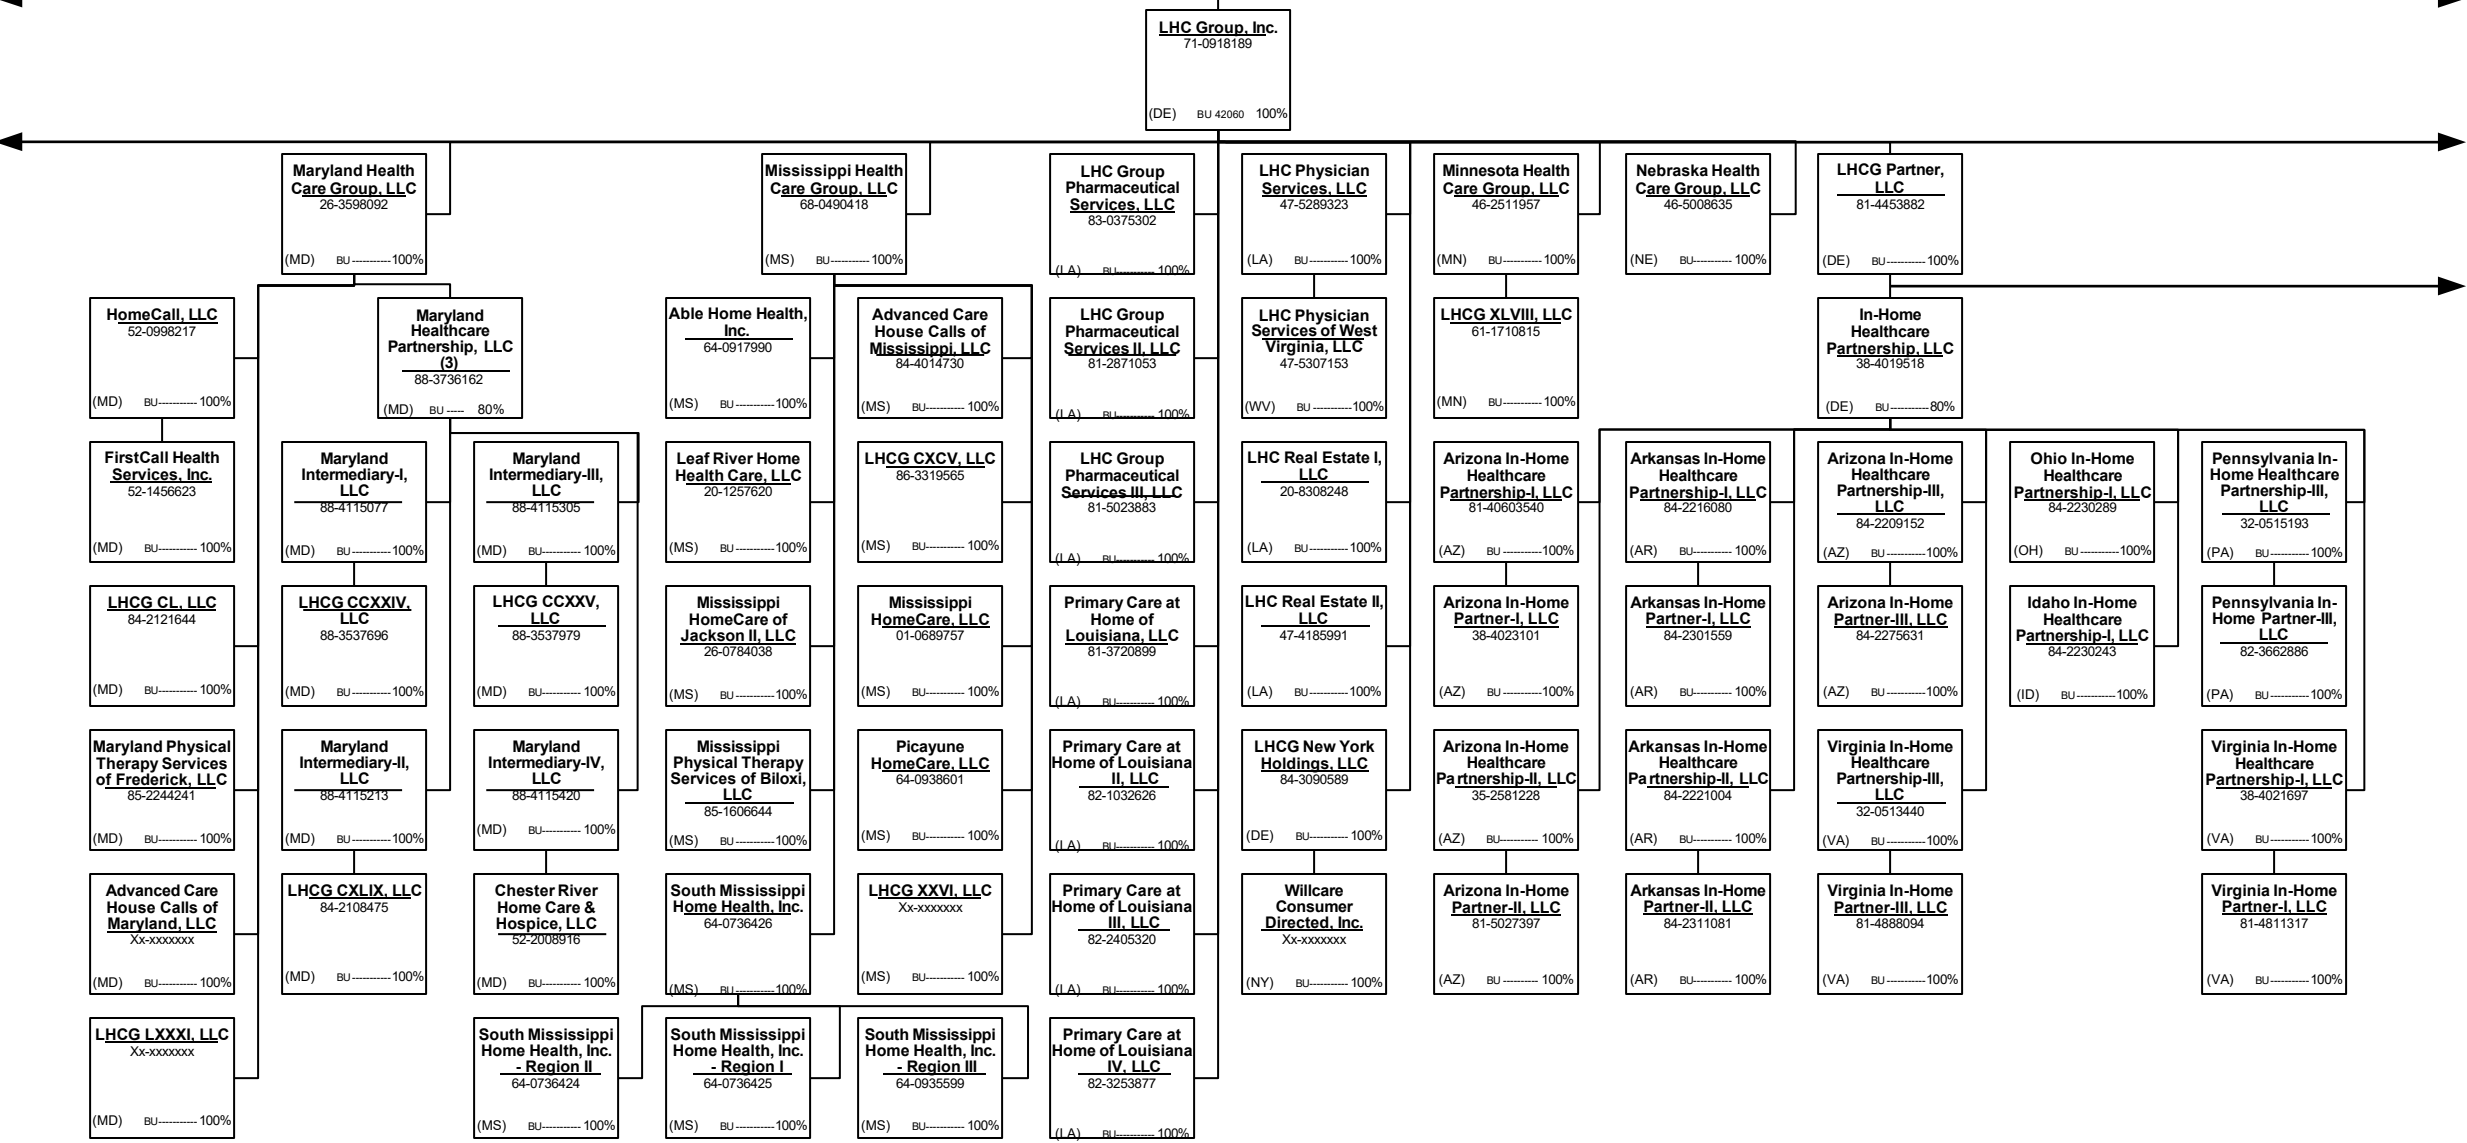 LHC Group, Inc.
71-0918189
(DE) BU 42060 100%
Maryland Health
Care Group, LLC
26-3598092
(MD) BU ----------- 100%
Mississippi Health
Care Group, LLC
68-0490418
(MS) BU----------- 100%
LHC Group
Pharmaceutical
Services, LLC
83-0375302
(LA) BU----------- 100%
LHC Physician
Services, LLC
47-5289323
(LA) BU----------- 100%
Minnesota Health
Care Group, LLC
46-2511957
(MN) BU----------- 100%
Nebraska Health
Care Group, LLC
46-5008635
(NE) BU----------- 100%
LHCG Partner,
LLC
81-4453882
(DE) BU----------- 100%
HomeCall, LLC
52-0998217
(MD) BU----------- 100%
Maryland
Healthcare
Partnership, LLC
(3)
88-3736162
(MD) BU ----- 80%
Able Home Health,
Inc.
64-0917990
(MS) BU ----------- 100%
Advanced Care
House Calls of
Mississippi, LLC
84-4014730
(MS) BU----------- 100%
LHC Group
Pharmaceutical
Services II, LLC
81-2871053
(LA) BU----------- 100%
LHC Physician
Services of West
Virginia, LLC
47-5307153
(WV) BU ----------- 100%
LHCG XLVIII, LLC
61-1710815
(MN) BU----------- 100%
In-Home
Healthcare
Partnership, LLC
38-4019518
(DE) BU----------- 80%
FirstCall Health
Services, Inc.
52-1456623
(MD) BU----------- 100%
Maryland
Intermediary-I,
LLC
88-4115077
(MD) BU----------- 100%
Maryland
Intermediary-III,
LLC
88-4115305
(MD) BU----------- 100%
Leaf River Home
Health Care, LLC
20-1257620
(MS) BU ----------- 100%
LHCG CXCV, LLC
86-3319565
(MS) BU----------- 100%
LHC Group
Pharmaceutical
Services III, LLC
81-5023883
(LA) BU----------- 100%
LHC Real Estate I,
LLC
20-8308248
(LA) BU----------- 100%
Arizona In-Home
Healthcare
Partnership-I, LLC
81-40603540
(AZ) BU ----------- 100%
Arkansas In-Home
Healthcare
Partnership-I, LLC
84-2216080
(AR) BU----------- 100%
Arizona In-Home
Healthcare
Partnership-III,
LLC
84-2209152
(AZ) BU ----------- 100%
Ohio In-Home
Healthcare
Partnership-I, LLC
84-2230289
(OH) BU ----------- 100%
Pennsylvania In-
Home Healthcare
Partnership-III,
LLC
32-0515193
(PA) BU----------- 100%
LHCG CL, LLC
84-2121644
(MD) BU----------- 100%
LHCG CCXXIV,
LLC
88-3537696
(MD) BU ----------- 100%
LHCG CCXXV,
LLC
88-3537979
(MD) BU----------- 100%
Mississippi
HomeCare of
Jackson II, LLC
26-0784038
(MS) BU ----------- 100%
Mississippi
HomeCare, LLC
01-0689757
(MS) BU----------- 100%
Primary Care at
Home of
Louisiana, LLC
81-3720899
(LA) BU----------- 100%
LHC Real Estate II,
LLC
47-4185991
(LA) BU----------- 100%
Arizona In-Home
Partner-I, LLC
38-4023101
(AZ) BU ----------- 100%
Arkansas In-Home
Partner-I, LLC
84-2301559
(AR) BU----------- 100%
Arizona In-Home
Partner-III, LLC
84-2275631
(AZ) BU ----------- 100%
Idaho In-Home
Healthcare
Partnership-I, LLC
84-2230243
(ID) BU ----------- 100%
Pennsylvania In-
Home Partner-III,
LLC
82-3662886
(PA) BU----------- 100%
Maryland Physical
Therapy Services
of Frederick, LLC
85-2244241
(MD) BU----------- 100%
Maryland
Intermediary-II,
LLC
88-4115213
(MD) BU----------- 100%
Maryland
Intermediary-IV,
LLC
88-4115420
(MD) BU----------- 100%
Mississippi
Physical Therapy
Services of Biloxi,
LLC
85-1606644
(MS) BU ----------- 100%
Picayune
HomeCare, LLC
64-0938601
(MS) BU----------- 100%
Primary Care at
Home of Louisiana
II, LLC
82-1032626
(LA) BU----------- 100%
LHCG New York
Holdings, LLC
84-3090589
(DE) BU----------- 100%
Arizona In-Home
Healthcare
Partnership-II, LLC
35-2581228
(AZ) BU ----------- 100%
Arkansas In-Home
Healthcare
Partnership-II, LLC
84-2221004
(AR) BU----------- 100%
Virginia In-Home
Healthcare
Partnership-III,
LLC
32-0513440
(VA) BU ----------- 100%
Virginia In-Home
Healthcare
Partnership-I, LLC
38-4021697
(VA) BU----------- 100%
Advanced Care
House Calls of
Maryland, LLC
Xx-xxxxxxx
(MD) BU----------- 100%
LHCG CXLIX, LLC
84-2108475
(MD) BU ----------- 100%
Chester River
Home Care &
Hospice, LLC
52-2008916
(MD) BU----------- 100%
South Mississippi
Home Health, Inc.
64-0736426
(MS) BU----------- 100%
LHCG XXVI, LLC
Xx-xxxxxxx
(MS) BU----------- 100%
Primary Care at
Home of Louisiana
III, LLC
82-2405320
(LA) BU----------- 100%
Willcare
Consumer
Directed, Inc.
Xx-xxxxxxx
(NY) BU----------- 100%
Arizona In-Home
Partner-II, LLC
81-5027397
(AZ) BU ----------- 100%
Arkansas In-Home
Partner-II, LLC
84-2311081
(AR) BU----------- 100%
Virginia In-Home
Partner-III, LLC
81-4888094
(VA) BU ----------- 100%
Virginia In-Home
Partner-I, LLC
81-4811317
(VA) BU----------- 100%
LHCG LXXXI, LLC
Xx-xxxxxxx
(MD) BU----------- 100%
South Mississippi
Home Health, Inc.
- Region II
64-0736424
(MS) BU----------- 100%
South Mississippi
Home Health, Inc.
- Region I
64-0736425
(MS) BU ----------- 100%
South Mississippi
Home Health, Inc.
- Region III
64-0935599
(MS) BU----------- 100%
Primary Care at
Home of Louisiana
IV, LLC
82-3253877
(LA) BU----------- 100%